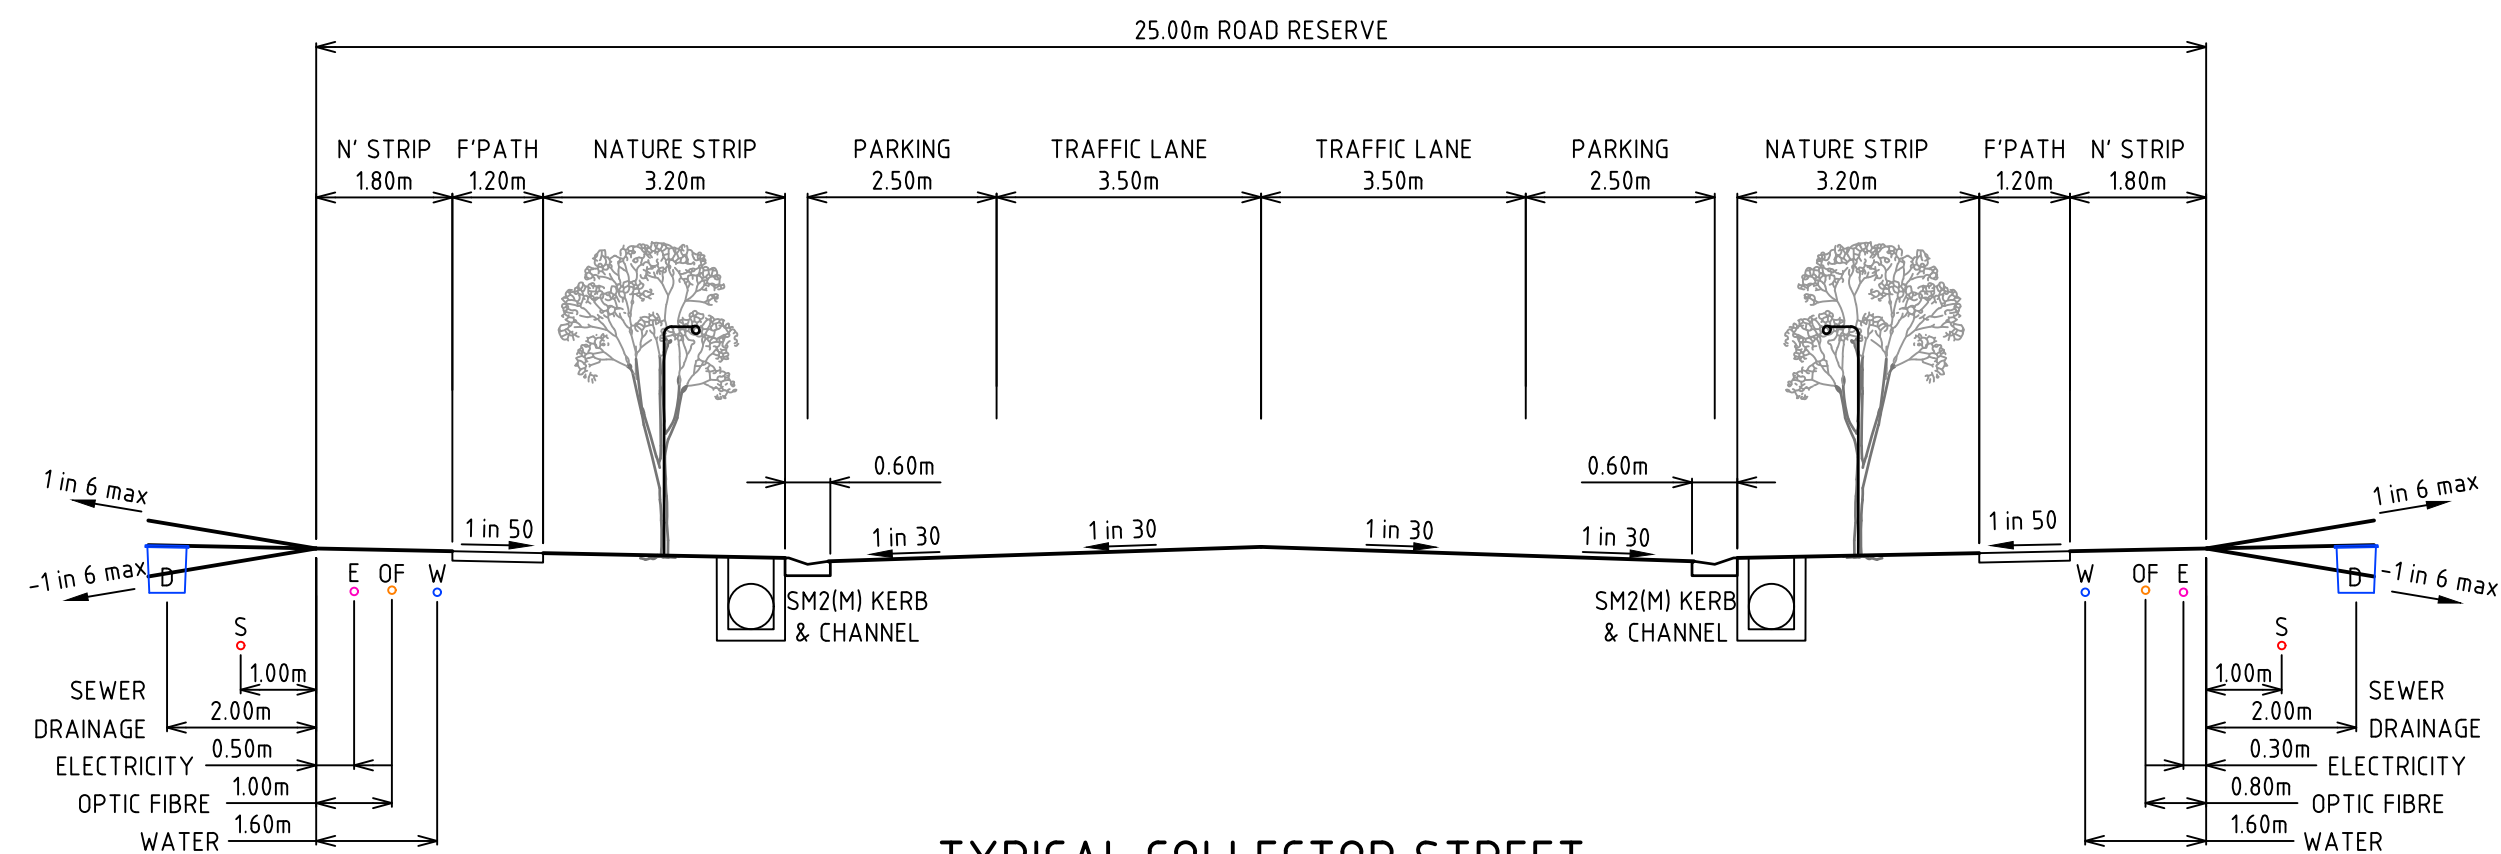 25.00m ROAD RESERVE
N' STRIP F'PATH NATURE STRIP PARKING TRAFFIC LANE TRAFFIC LANE PARKING NATURE STRIP F'PATH N' STRIP
1.80m 1.20m 3.20m 2.50m 3.50m 3.50m 2.50m 3.20m 1.20m 1.80m
0.60m 0.60m
1 in 6 max 1 in 6 max
1 in 50 1 in 30 1 in 30 1 in 30 1 in 30 1 in 50
-1 in 6 max D E OF W W OF E D -1 in 6 max
SM2(M) KERB SM2(M) KERB
& CHANNEL & CHANNEL
S S
1.00m 1.00m
SEWER SEWER
2.00m 2.00m
DRAINAGE DRAINAGE
0.50m 0.30m
ELECTRICITY ELECTRICITY
1.00m 0.80m
OPTIC FIBRE OPTIC FIBRE
1.60m 1.60m
WATER WATER
TYPICAL COLLECTOR STREET